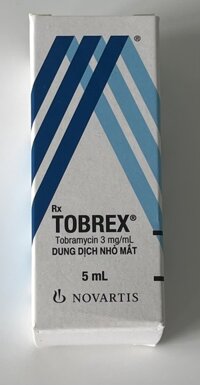 Rx
TOBREX®
Tobramycin 3 mg/mL
DUNG DỊCH NHỎ MẮT
5 mL
NOVARTIS